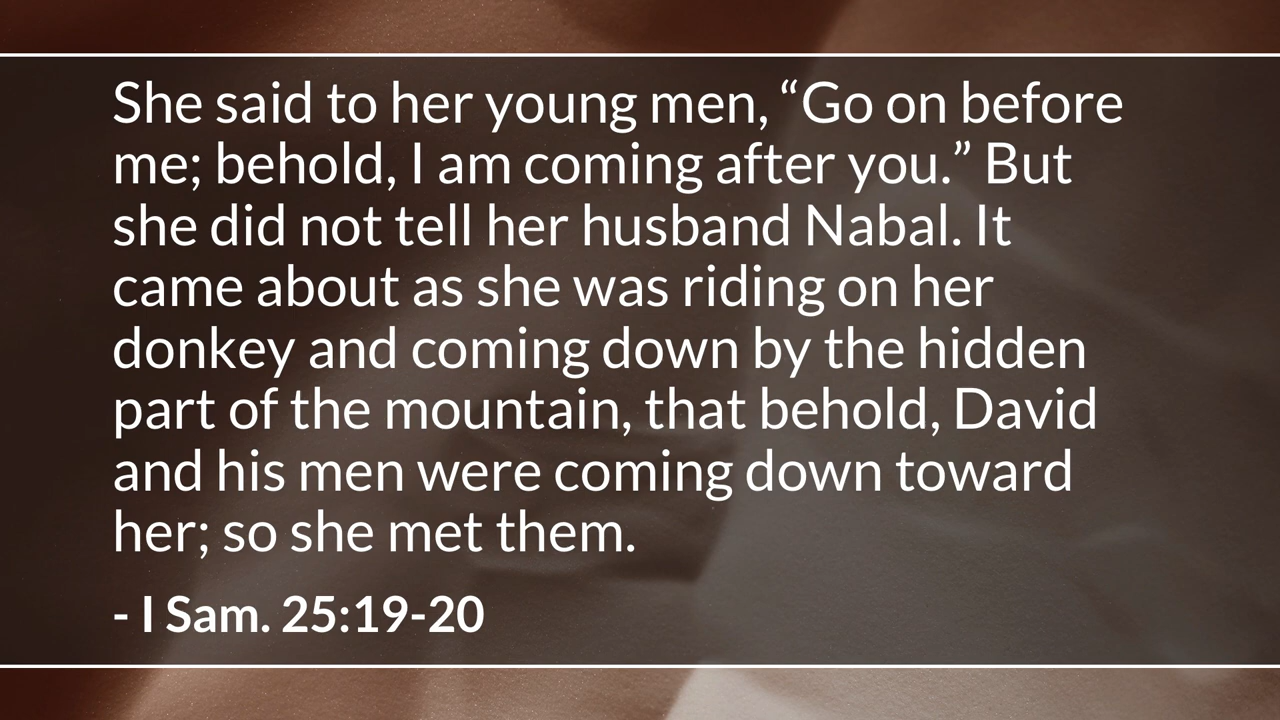 She said to her young men, “Go on before
me; behold, I am coming after you.” But
she did not tell her husband Nabal. It
came about as she was riding on her
donkey and coming down by the hidden
part of the mountain, that behold, David
and his men were coming down toward
her; so she met them.
- I Sam. 25:19-20